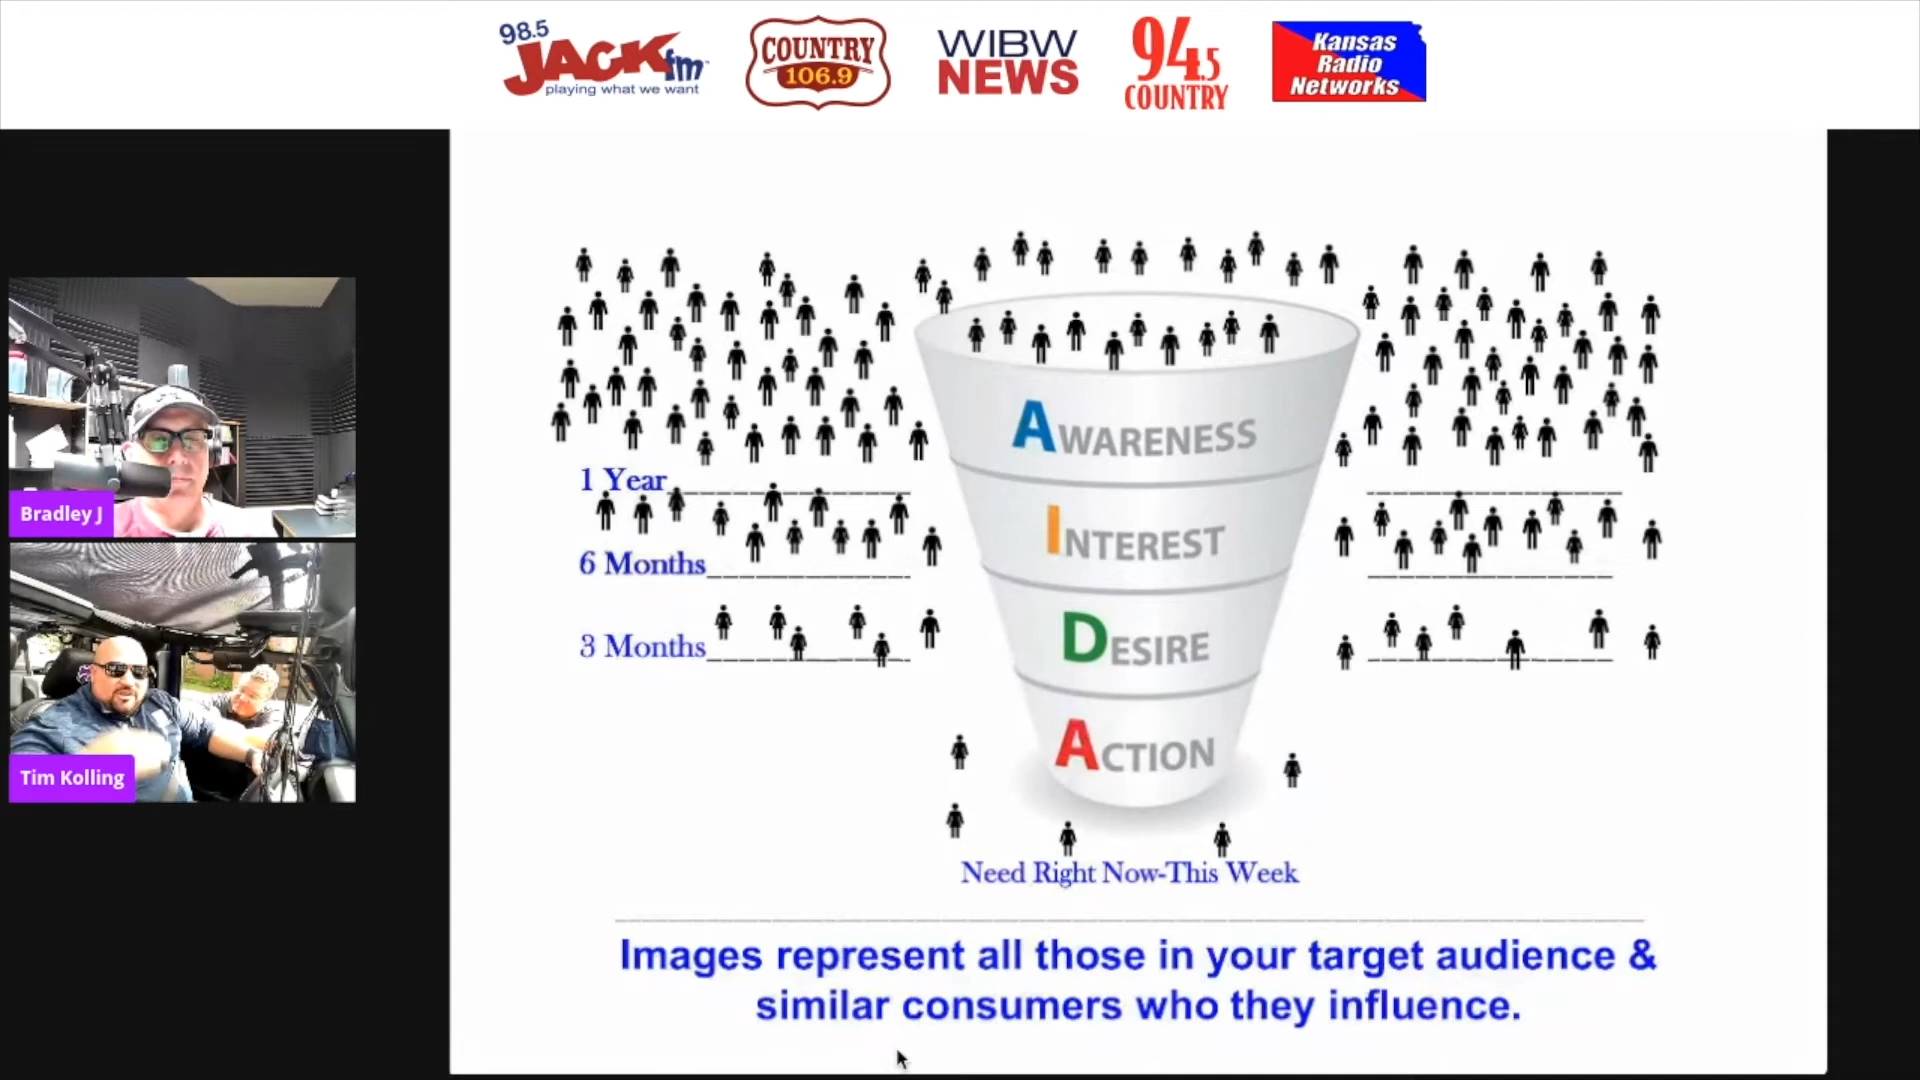 98.5
JACK fm
playing what we want
COUNTRY
106.9
WIBW
NEWS
94.5
COUNTRY
Kansas
Radio
Networks
Bradley J
Tim Kolling
AWARENESS
1 Year
INTEREST
6 Months
DESIRE
3 Months
ACTION
Need Right Now-This Week
Images represent all those in your target audience &
similar consumers who they influence.